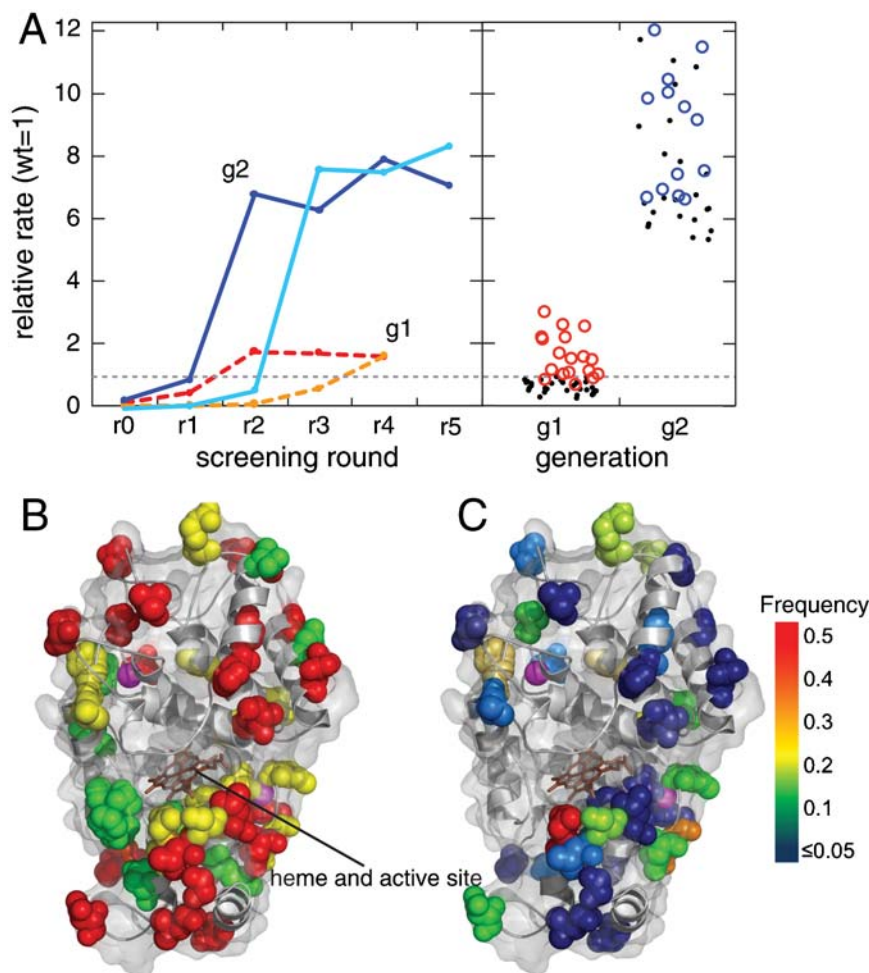 A
relative rate (wt=1)
12
10
8
6
4
2
0
g2
g1
r0 r1 r2 r3 r4 r5
screening round
g1 g2
generation
B
C
heme and active site
Frequency
0.5
0.4
0.3
0.2
0.1
≤0.05